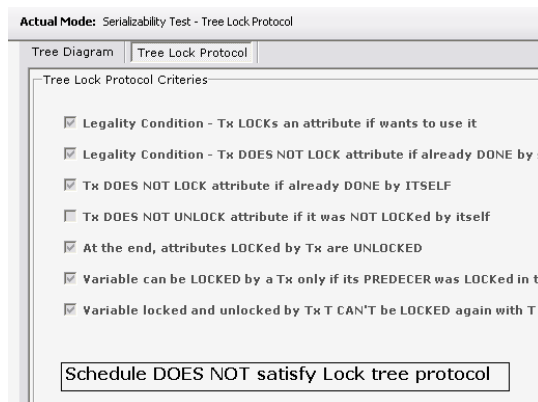 Actual Mode: Serializability Test - Tree Lock Protocol
Tree Diagram Tree Lock Protocol
Tree Lock Protocol Criteries
Legality Condition - Tx LOCKs an attribute if wants to use it
Legality Condition - Tx DOES NOT LOCK attribute if already DONE by
Tx DOES NOT LOCK attribute if already DONE by ITSELF
Tx DOES NOT UNLOCK attribute if it was NOT LOCKed by itself
At the end, attributes LOCKed by Tx are UNLOCKED
Variable can be LOCKED by a Tx only if its PREDECER was LOCKed in t
Variable locked and unlocked by Tx T CAN'T be LOCKED again with T
Schedule DOES NOT satisfy Lock tree protocol